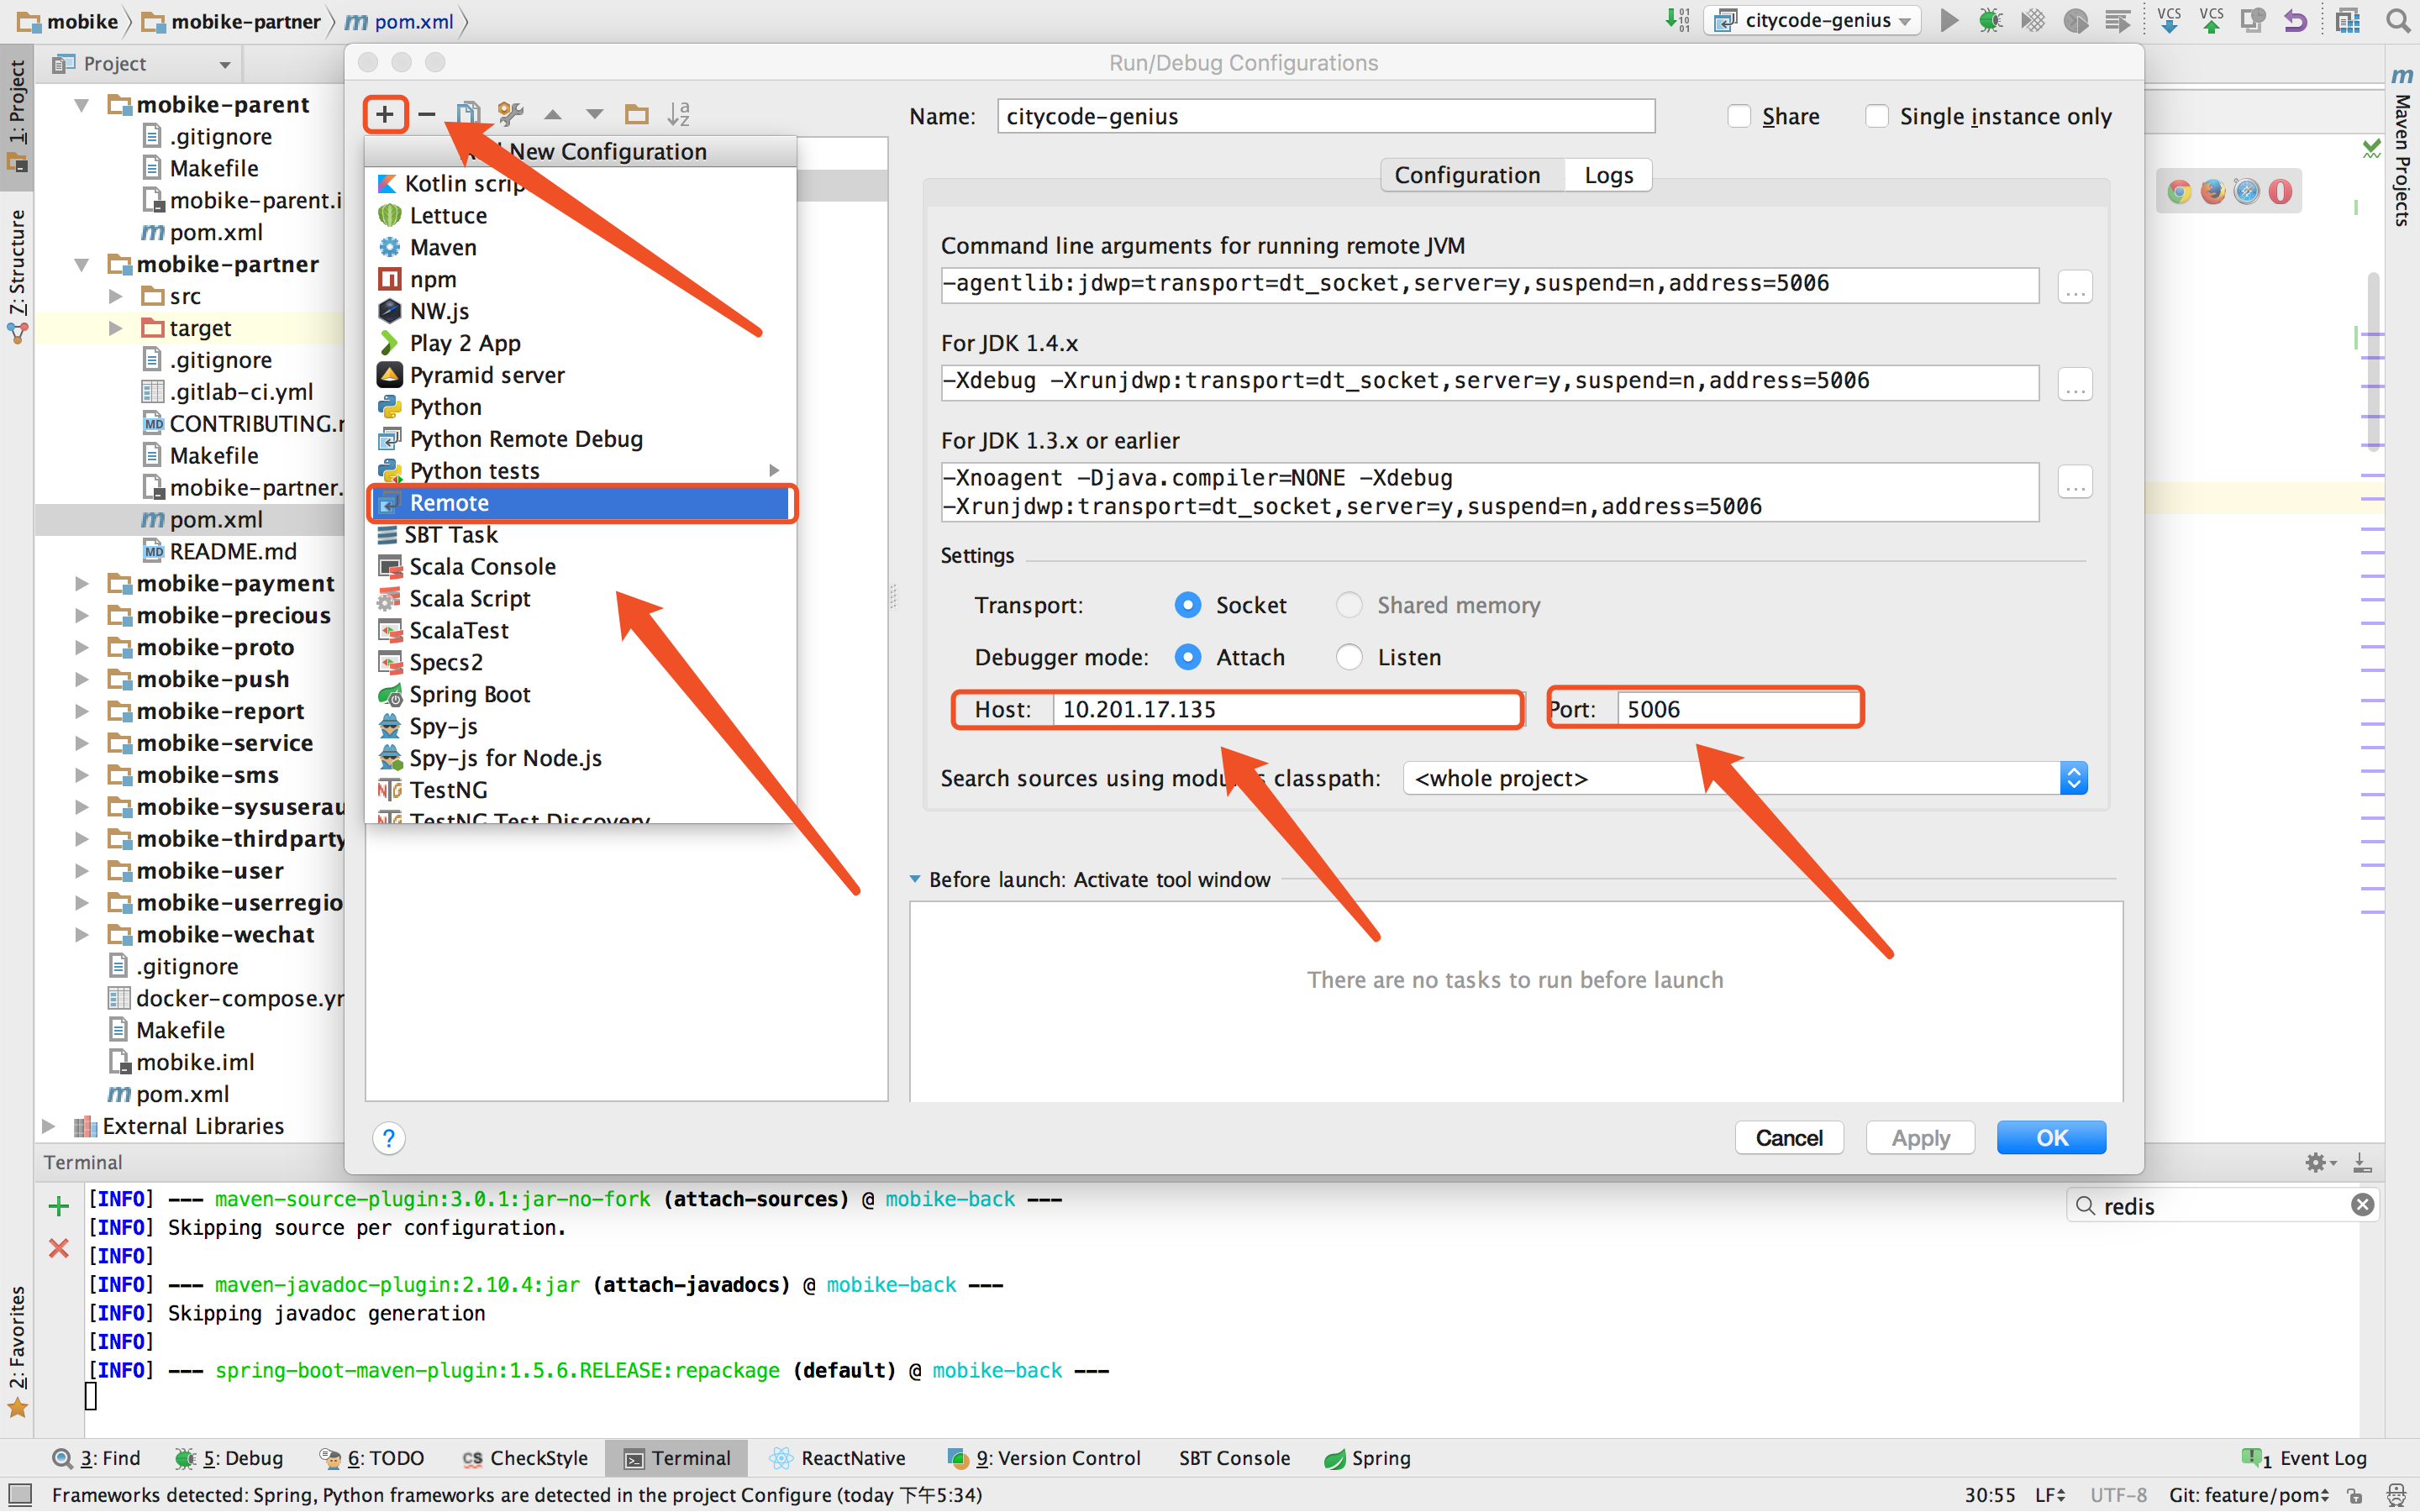 mobike
mobike-partner
pom.xml
citycode-genius
VCS
VCS
1: Project
7: Structure
2: Favorites
Project
mobike-parent
.gitignore
Makefile
mobike-parent.i
pom.xml
mobike-partner
src
target
.gitignore
.gitlab-ci.yml
CONTRIBUTING.r
Makefile
mobike-partner.
pom.xml
README.md
mobike-payment
mobike-precious
mobike-proto
mobike-push
mobike-report
mobike-service
mobike-sms
mobike-sysuserau
mobike-thirdparty
mobike-user
mobike-userregio
mobike-wechat
.gitignore
docker-compose.yr
Makefile
mobike.iml
pom.xml
External Libraries
Run/Debug Configurations
New Configuration
Kotlin scrip
Lettuce
Maven
npm
NW.js
Play 2 App
Pyramid server
Python
Python Remote Debug
Python tests
Remote
SBT Task
Scala Console
Scala Script
ScalaTest
Specs2
Spring Boot
Spy-js
Spy-js for Node.js
TestNG
TestNG Test Discovery
Name: citycode-genius
Share
Single instance only
Configuration
Logs
Command line arguments for running remote JVM
-agentlib:jdwp=transport=dt_socket,server=y,suspend=n,address=5006
...
For JDK 1.4.x
-Xdebug -Xrunjdwp:transport=dt_socket,server=y,suspend=n,address=5006
...
For JDK 1.3.x or earlier
-Xnoagent -Djava.compiler=NONE -Xdebug
-Xrunjdwp:transport=dt_socket,server=y,suspend=n,address=5006
...
Settings
Transport: Socket Shared memory
Debugger mode: Attach Listen
Host: 10.201.17.135
Port: 5006
Search sources using classpath: <whole project>
Before launch: Activate tool window
There are no tasks to run before launch
?
Cancel
Apply
OK
Maven Projects
Terminal
[INFO] --- maven-source-plugin:3.0.1:jar-no-fork (attach-sources) @ mobike-back ---
[INFO] Skipping source per configuration.
[INFO]
[INFO] --- maven-javadoc-plugin:2.10.4:jar (attach-javadocs) @ mobike-back ---
[INFO] Skipping javadoc generation
[INFO]
[INFO] --- spring-boot-maven-plugin:1.5.6.RELEASE:repackage (default) @ mobike-back ---
redis
3: Find
5: Debug
6: TODO
CheckStyle
Terminal
ReactNative
9: Version Control
SBT Console
Spring
1 Event Log
Frameworks detected: Spring, Python frameworks are detected in the project Configure (today 下午5:34)
30:55
LF
UTF-8
Git: feature/pom